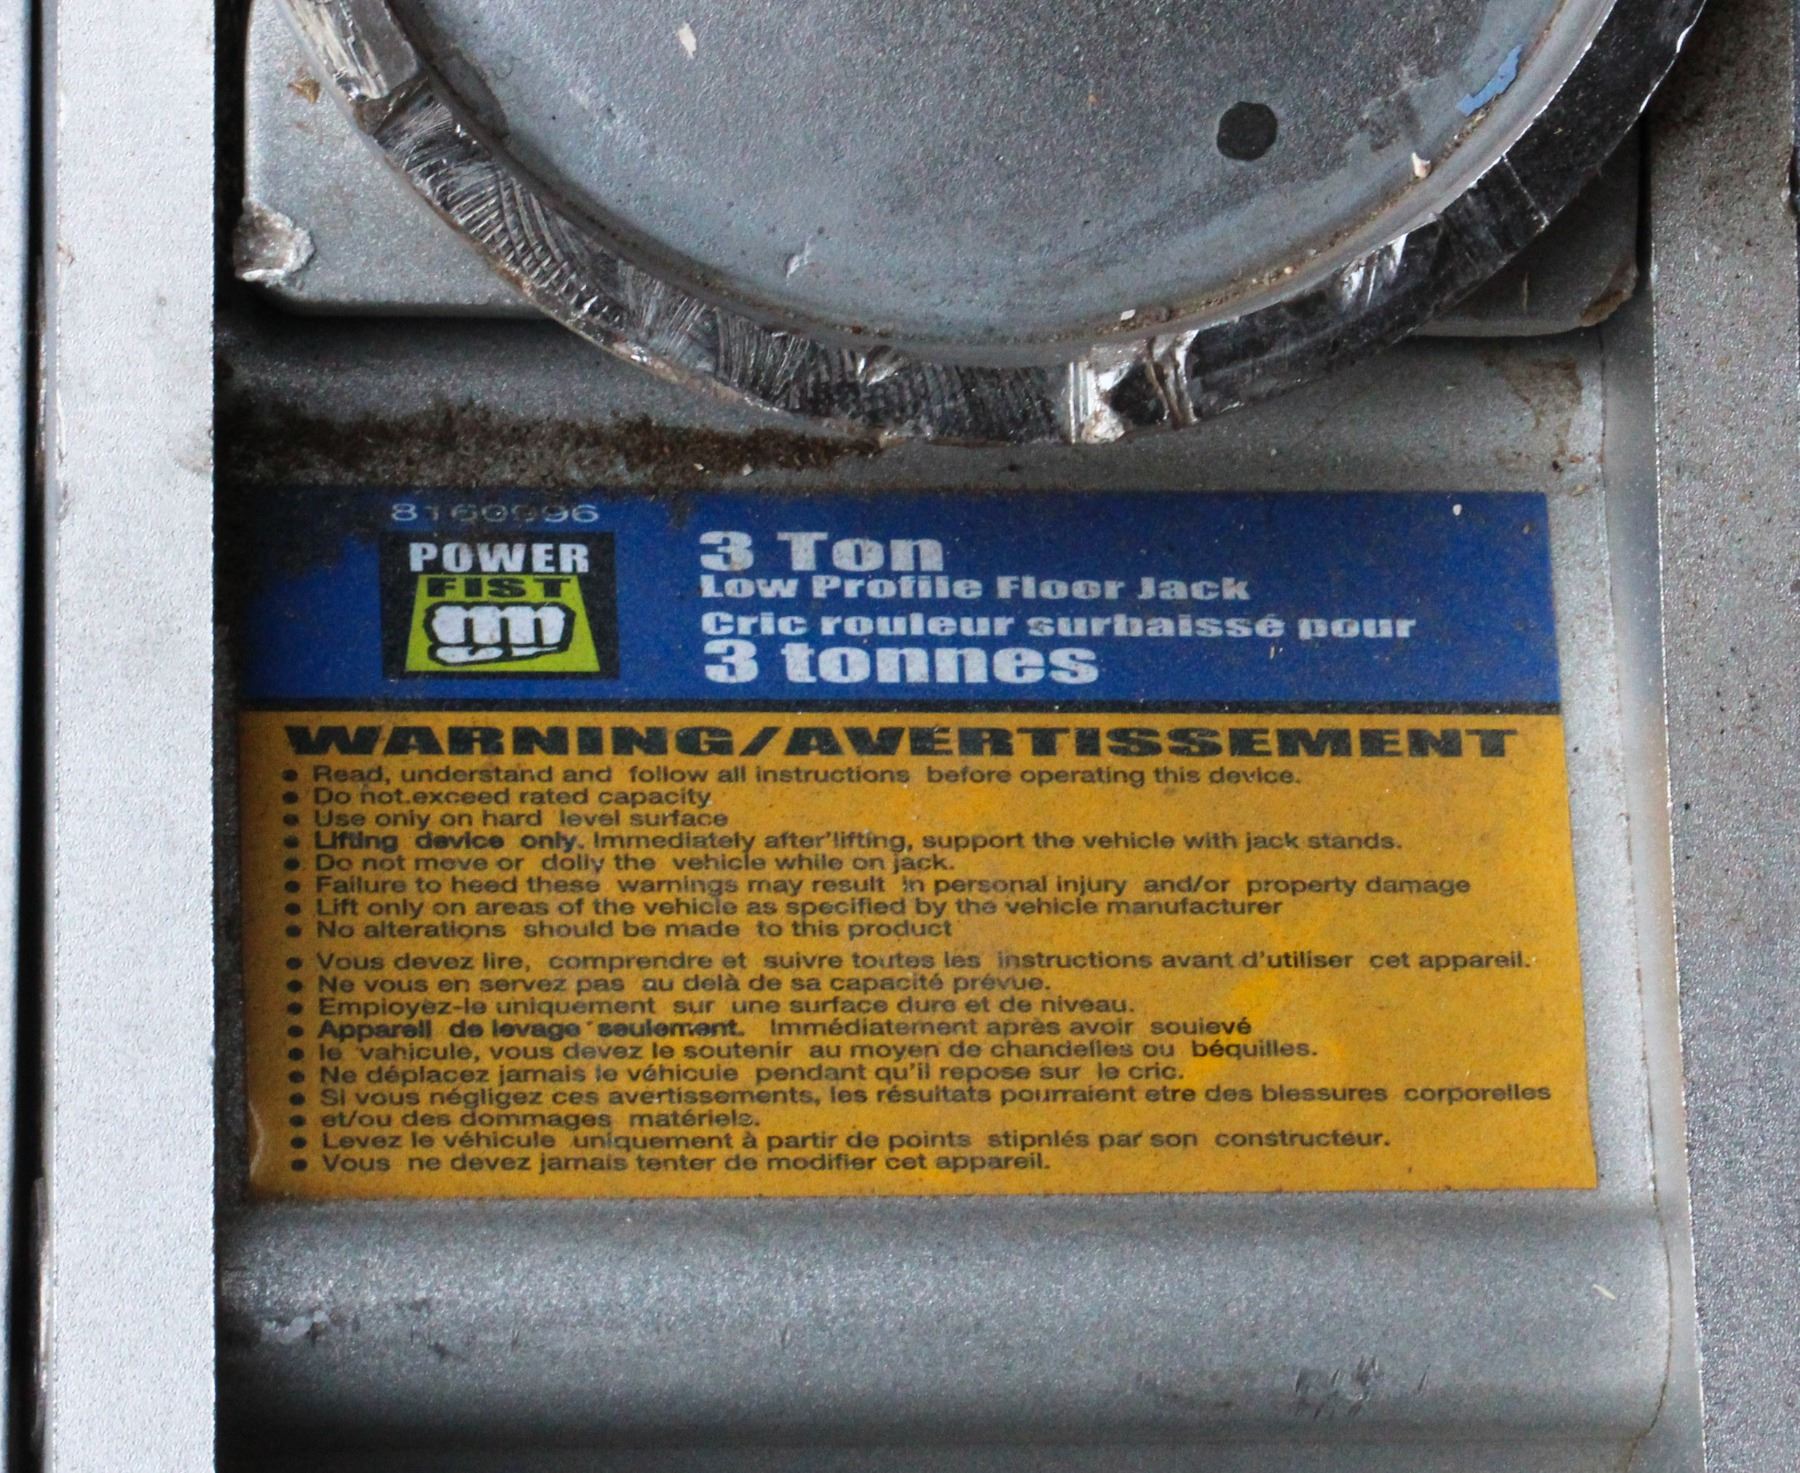 8160996
POWER
FIST
3 Ton
Low Profile Floor Jack
Cric rouleur surbaissé pour
3 tonnes
WARNING/AVERTISSEMENT
• Read, understand and follow all instructions before operating this device.
• Do not exceed rated capacity
• Use only on hard level surface
• Lifting device only. Immediately after lifting, support the vehicle with jack stands.
• Do not move or dolly the vehicle while on jack.
• Failure to heed these warnings may result in personal injury and/or property damage
• Lift only on areas of the vehicle as specified by the vehicle manufacturer
• No alterations should be made to this product
• Vous devez lire, comprendre et suivre toutes les instructions avant d'utiliser cet appareil.
• Ne vous en servez pas au delà de sa capacité prévue.
• Employez-le uniquement sur une surface dure et de niveau.
• Appareil de levage seulement. Immédiatement après avoir soulevé
• le vahicule, vous devez le soutenir au moyen de chandelles ou béquilles.
• Ne déplacez jamais le véhicule pendant qu'il repose sur le cric.
• Si vous négligez ces avertissements, les résultats pourraient etre des blessures corporelles
• et/ou des dommages matériels.
• Levez le véhicule uniquement à partir de points stipnlés par son constructeur.
• Vous ne devez jamais tenter de modifier cet appareil.